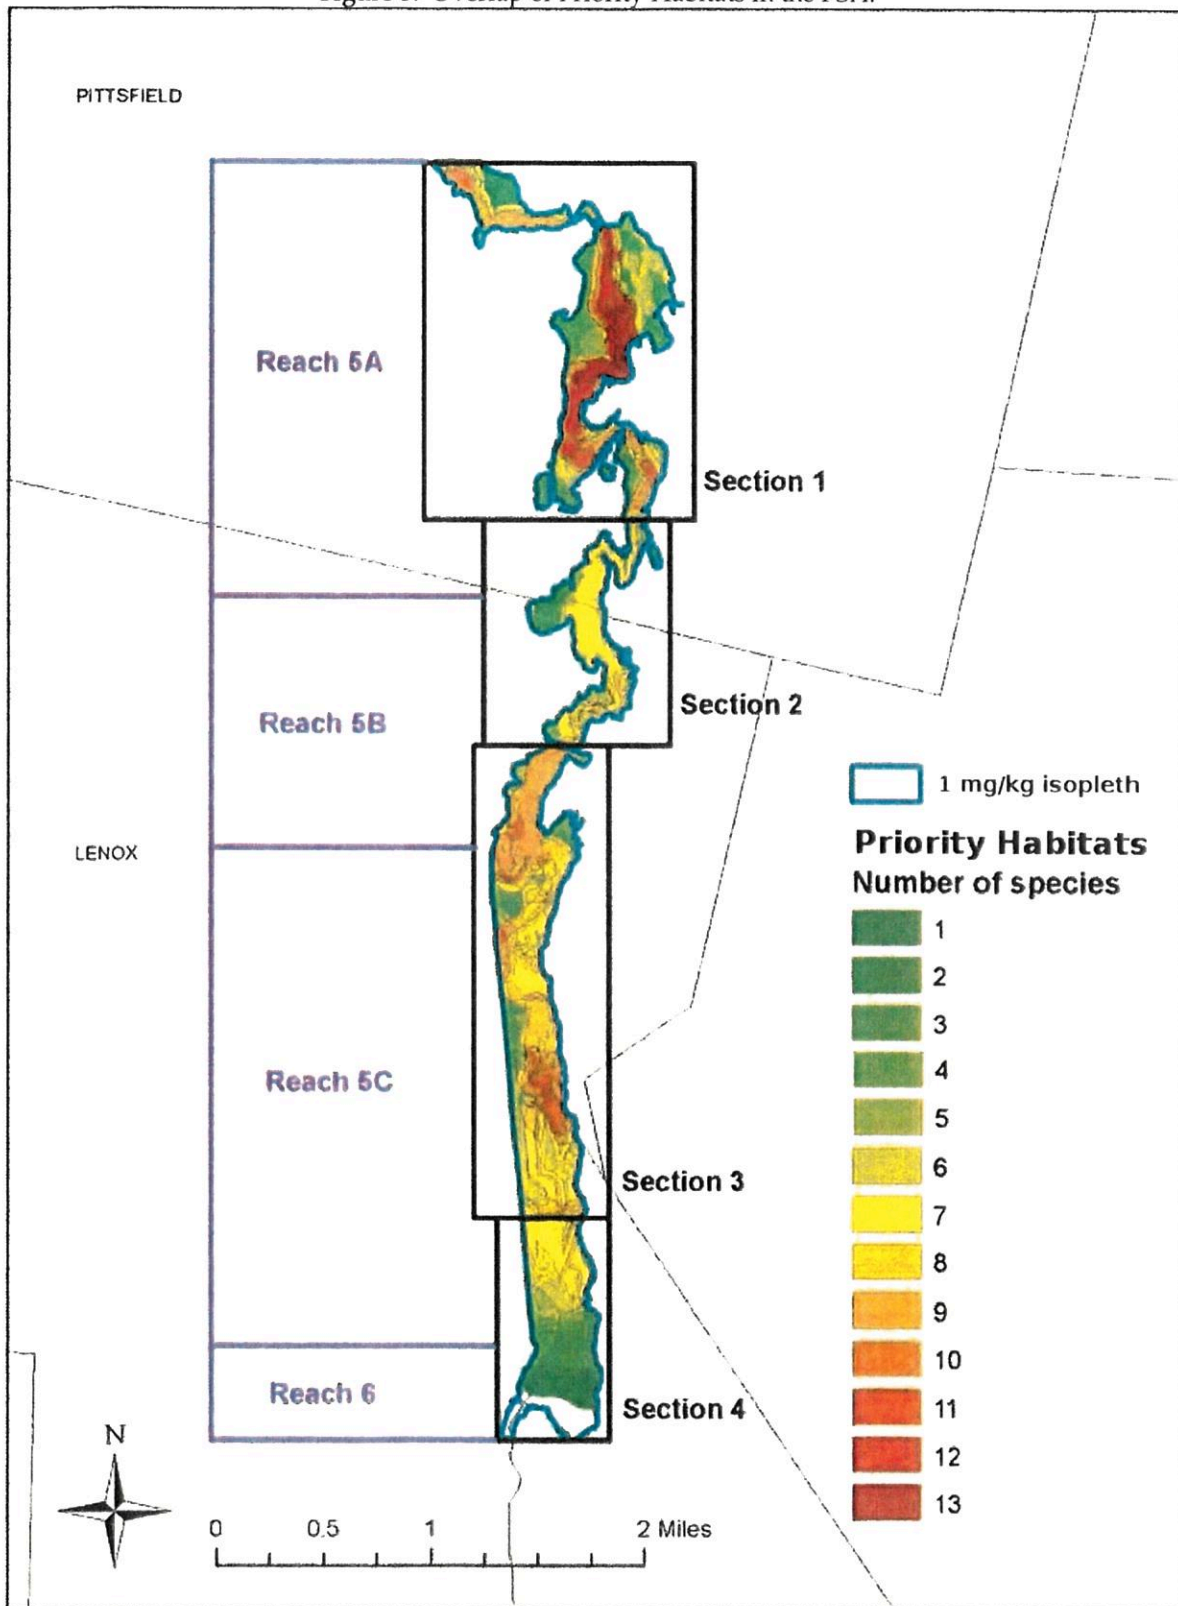 PITTSFIELD
Reach 5A
Section 1
Section 2
Reach 5B
1 mg/kg isopleth
Priority Habitats
Number of species
LENOX
1
2
3
4
5
6
7
8
9
10
11
12
13
Reach 5C
Section 3
Reach 6
Section 4
N
0 0.5 1 2 Miles